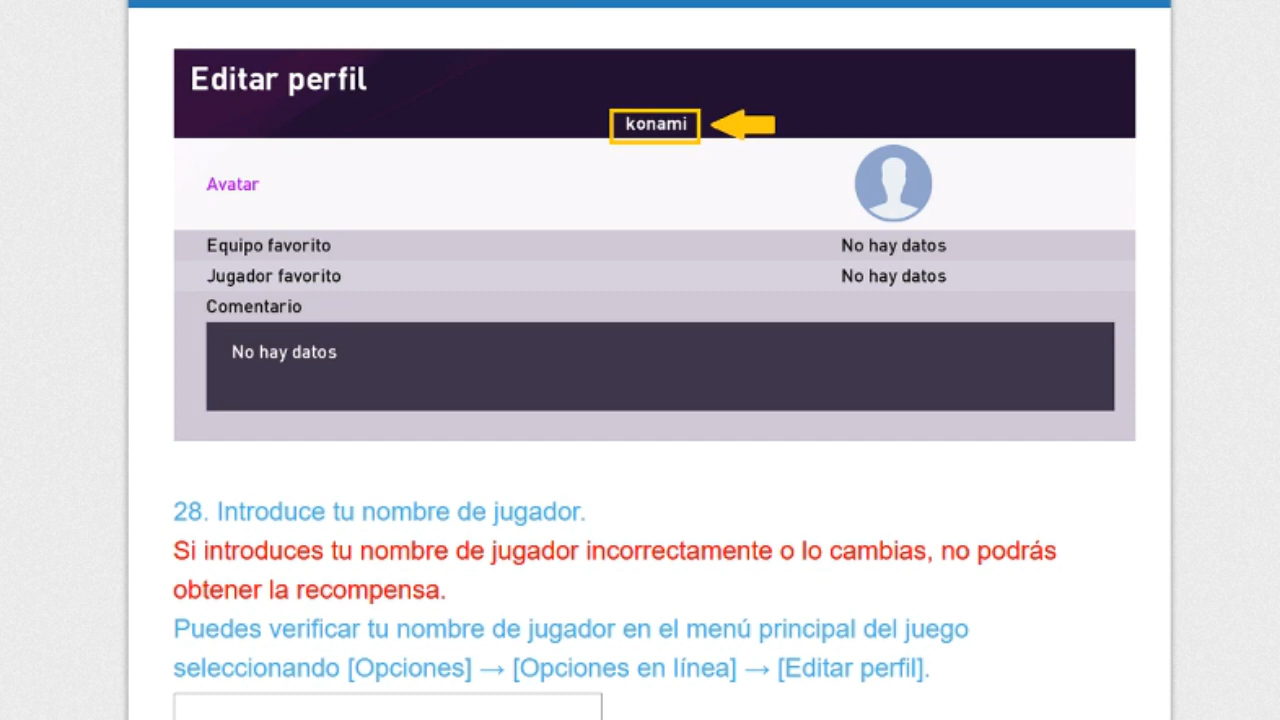 Editar perfil
konami
Avatar
Equipo favorito No hay datos
Jugador favorito No hay datos
Comentario
No hay datos
28. Introduce tu nombre de jugador.
Si introduces tu nombre de jugador incorrectamente o lo cambias, no podrás
obtener la recompensa.
Puedes verificar tu nombre de jugador en el menú principal del juego
seleccionando [Opciones] → [Opciones en línea] → [Editar perfil].